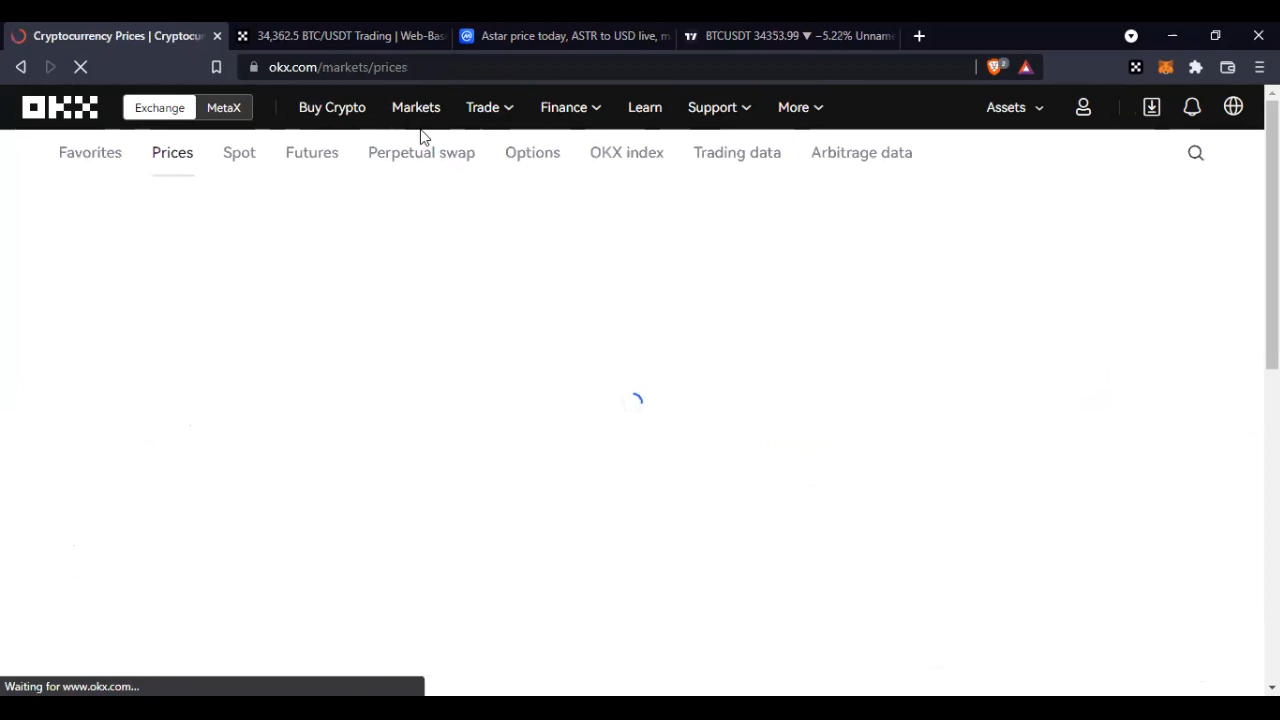 Cryptocurrency Prices | Cryptocu
34,362.5 BTC/USDT Trading | Web-Bas
Astar price today, ASTR to USD live, m
BTCUSDT 34353.99 ▼ −5.22% Unnam
okx.com/markets/prices
2
OKX
Exchange
MetaX
Buy Crypto
Markets
Trade
Finance
Learn
Support
More
Assets
Favorites
Prices
Spot
Futures
Perpetual swap
Options
OKX index
Trading data
Arbitrage data
Waiting for www.okx.com...